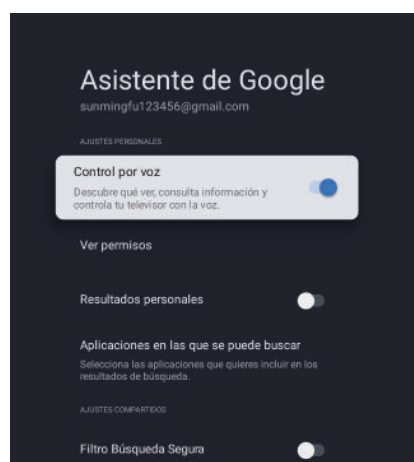 Asistente de Google
sunmingfu123456@gmail.com
AJUSTES PERSONALES
Control por voz
Descubre qué ver, consulta información y
controla tu televisor con la voz.
Ver permisos
Resultados personales
Aplicaciones en las que se puede buscar
Selecciona las aplicaciones que quieres incluir en los
resultados de búsqueda.
AJUSTES COMPARTIDOS
Filtro Búsqueda Segura